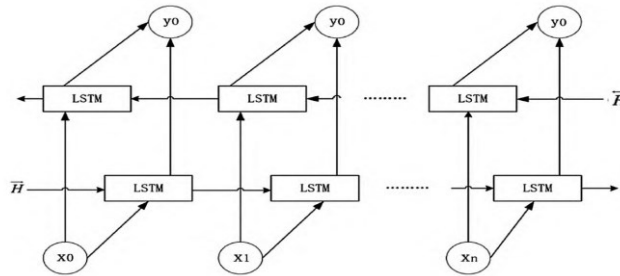 y0 y0 y0
LSTM LSTM ........ LSTM
H LSTM LSTM ........ LSTM
X0 X1 Xn